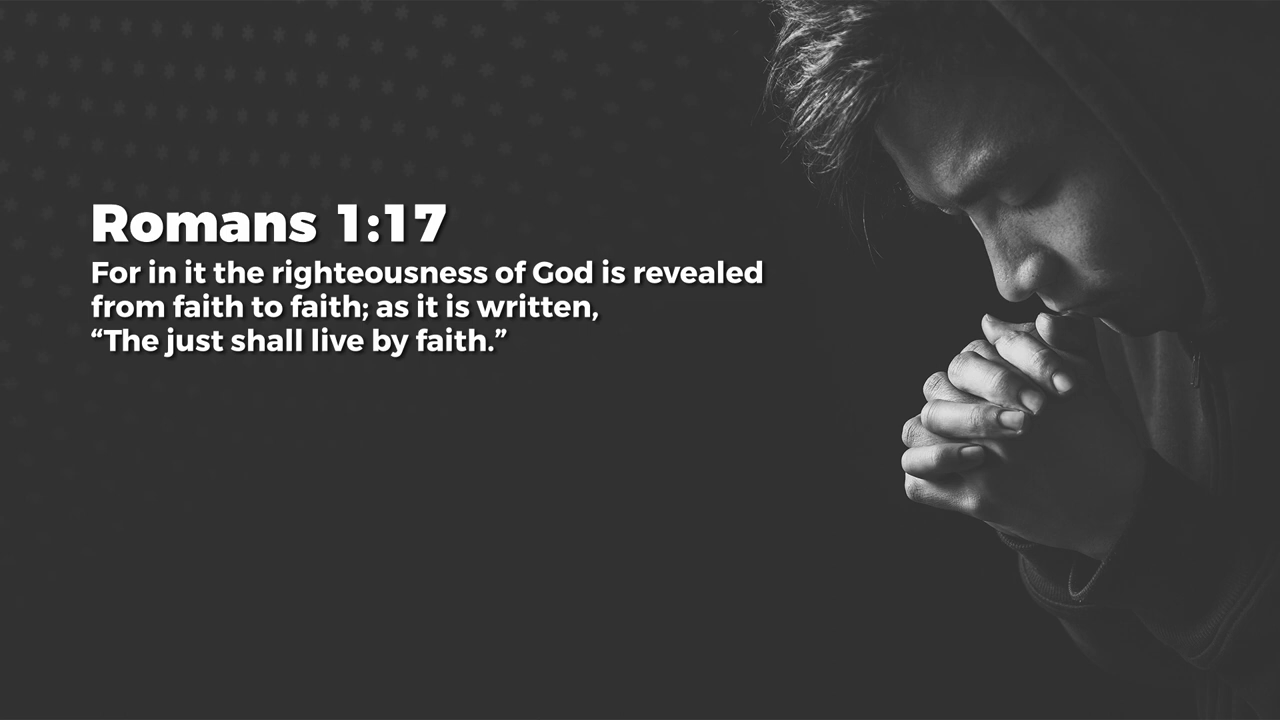 Romans 1:17
For in it the righteousness of God is revealed
from faith to faith; as it is written,
“The just shall live by faith.”